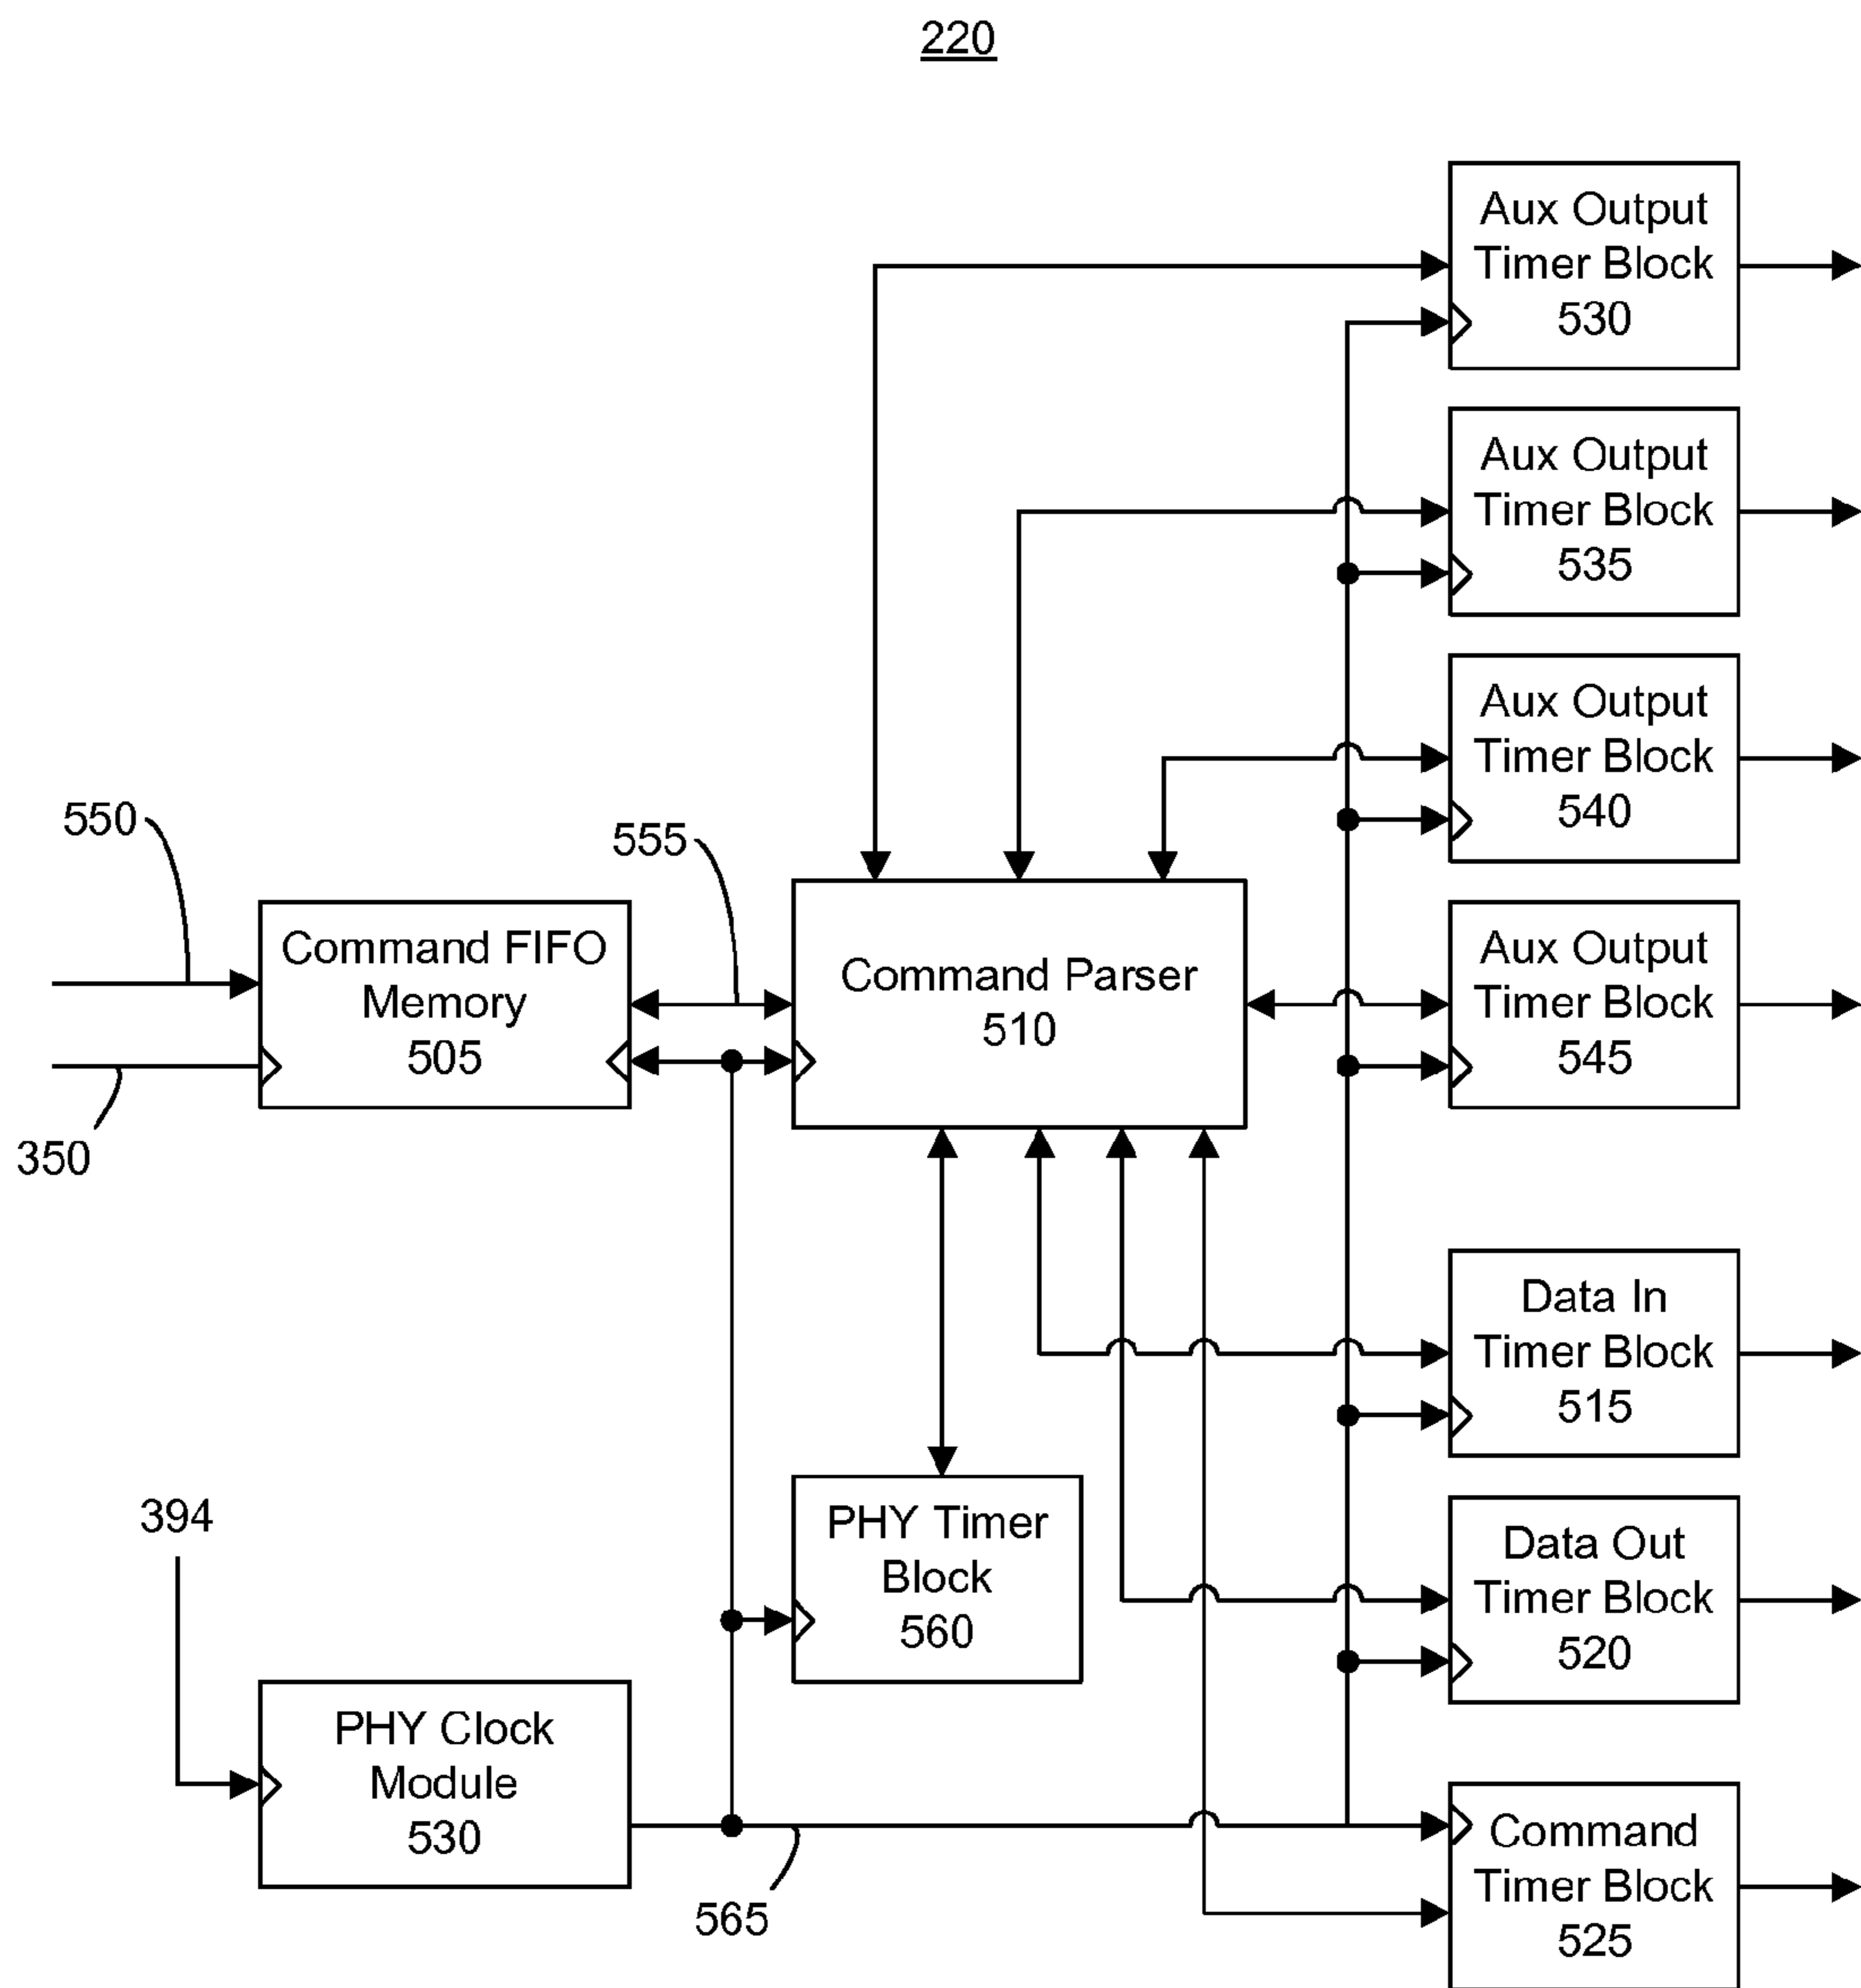 220
Aux Output
Timer Block
530
Aux Output
Timer Block
535
Aux Output
Timer Block
540
550
555
Command FIFO
Memory
505
Command Parser
510
Aux Output
Timer Block
545
350
Data In
Timer Block
515
394
PHY Timer
Block
560
Data Out
Timer Block
520
PHY Clock
Module
530
565
Command
Timer Block
525